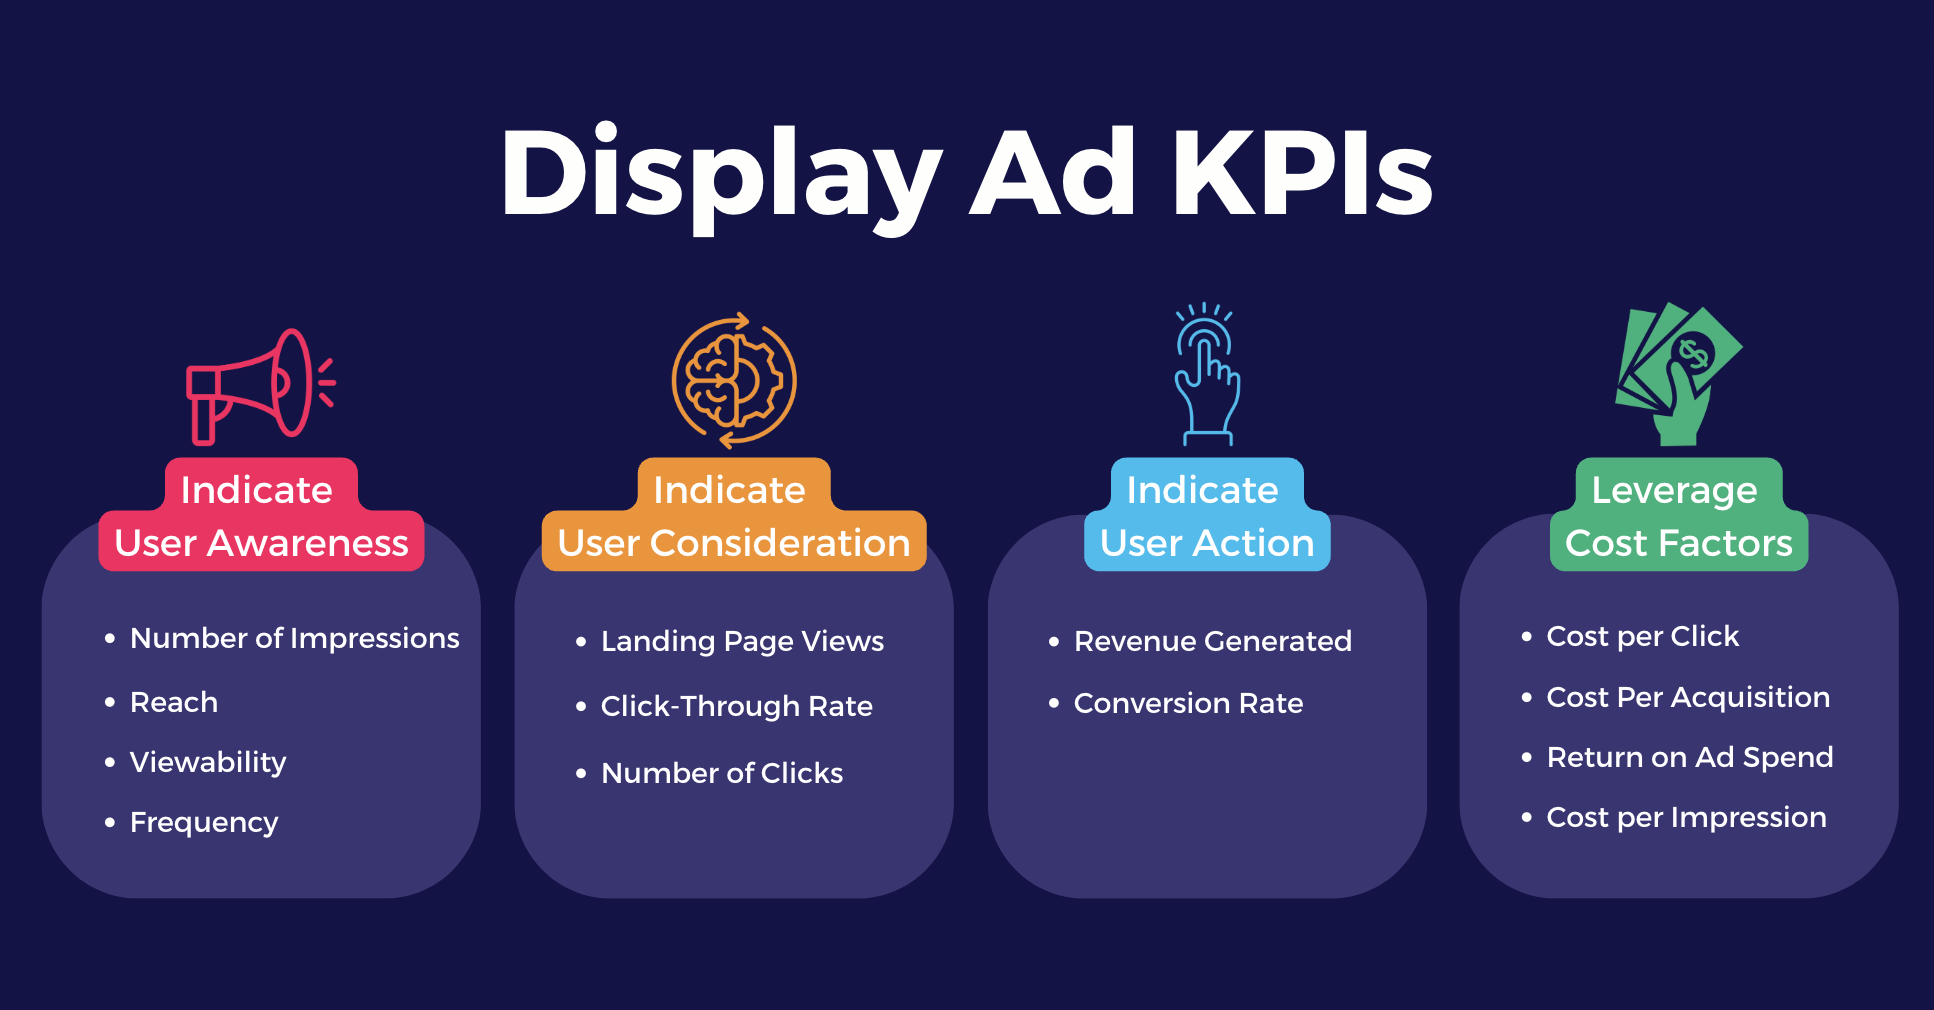 Display Ad KPIs
Indicate
User Awareness
• Number of Impressions
• Reach
• Viewability
• Frequency
Indicate
User Consideration
• Landing Page Views
• Click-Through Rate
• Number of Clicks
Indicate
User Action
• Revenue Generated
• Conversion Rate
$
Leverage
Cost Factors
• Cost per Click
• Cost Per Acquisition
• Return on Ad Spend
• Cost per Impression